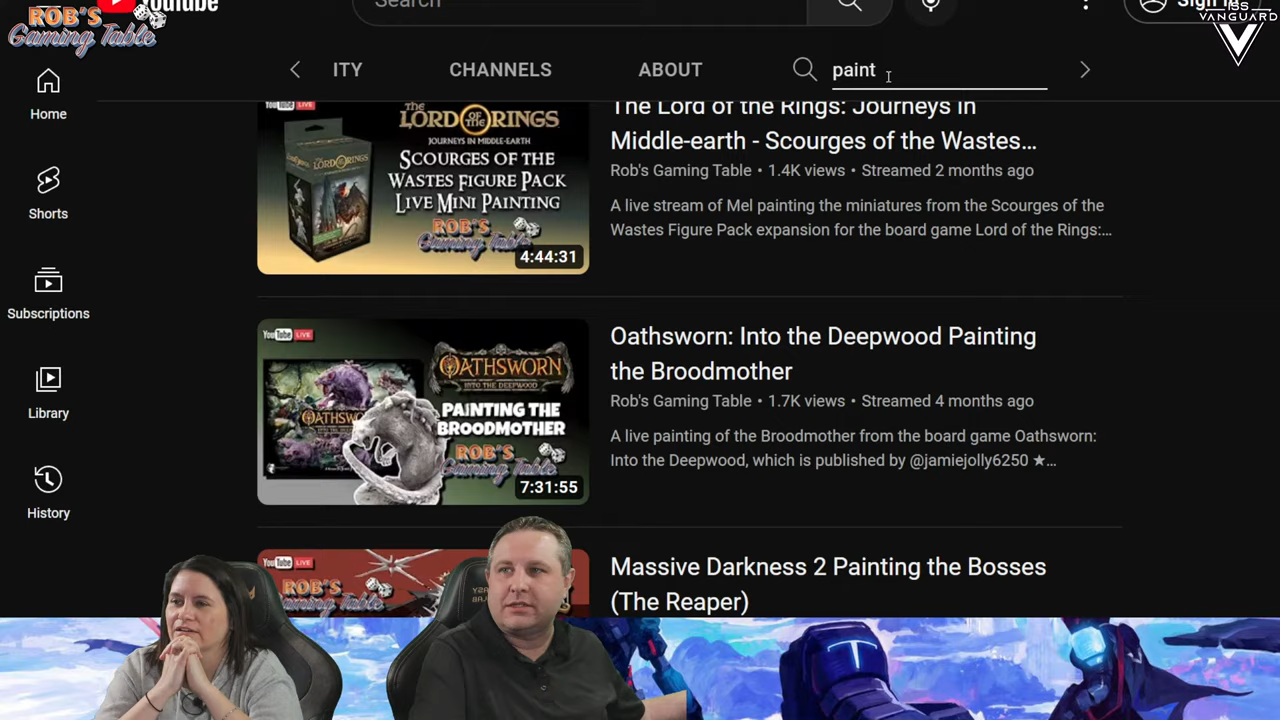 ROB'S
Gaming Table
YouTube
Search
VANGUARD
ITY
CHANNELS
ABOUT
paint
Home
Shorts
Subscriptions
Library
History
YouTube LIVE
THE
LORD OF THE RINGS
JOURNEYS IN MIDDLE-EARTH
SCOURGES OF THE
WASTES FIGURE PACK
LIVE MINI PAINTING
ROB'S
Gaming Table
4:44:31
The Lord of the Rings: Journeys in
Middle-earth - Scourges of the Wastes...
Rob's Gaming Table • 1.4K views • Streamed 2 months ago
A live stream of Mel painting the miniatures from the Scourges of the
Wastes Figure Pack expansion for the board game Lord of the Rings:...
YouTube LIVE
OATHSWORN
INTO THE DEEPWOOD
PAINTING THE
BROODMOTHER
ROB'S
Gaming Table
7:31:55
Oathsworn: Into the Deepwood Painting
the Broodmother
Rob's Gaming Table • 1.7K views • Streamed 4 months ago
A live painting of the Broodmother from the board game Oathsworn:
Into the Deepwood, which is published by @jamiejolly6250 ★...
YouTube LIVE
ROB'S
Gaming Table
Massive Darkness 2 Painting the Bosses
(The Reaper)